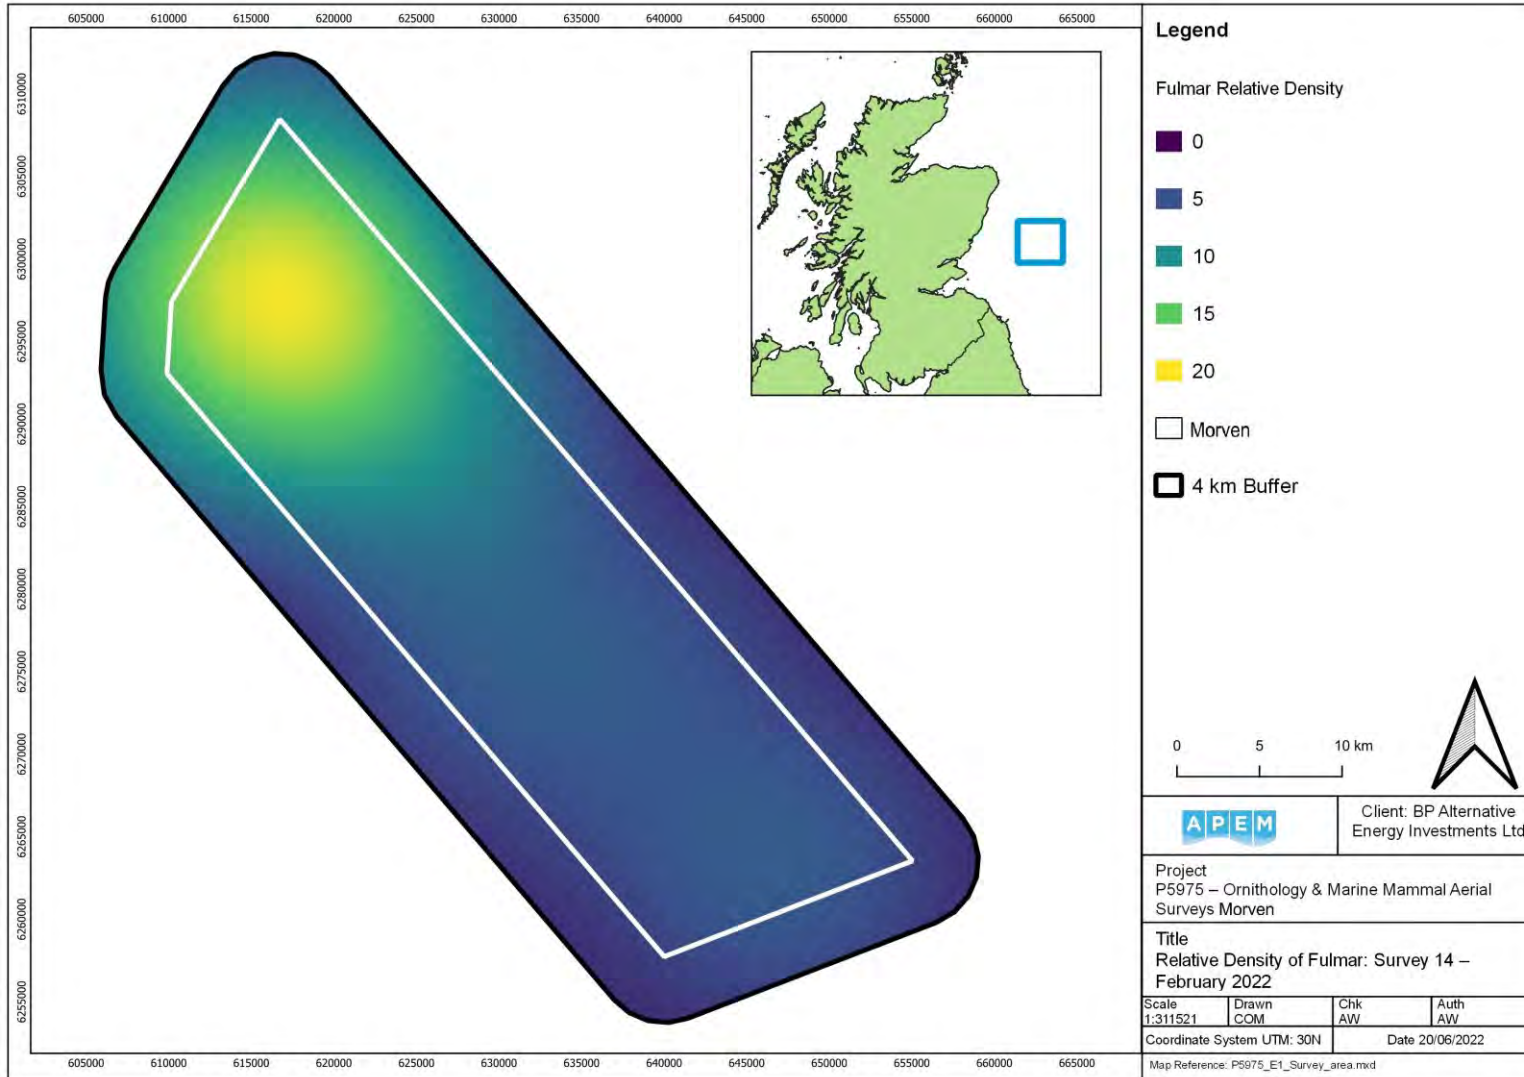 605000 610000 615000 620000 625000 630000 635000 640000 645000 650000 655000 660000 665000
6310000
6305000
6300000
6295000
6290000
6285000
6280000
6275000
6270000
6265000
6260000
6255000
605000 610000 615000 620000 625000 630000 635000 640000 645000 650000 655000 660000 665000
Legend
Fulmar Relative Density
0
5
10
15
20
Morven
4 km Buffer
0 5 10 km
APEM
Client: BP Alternative
Energy Investments Ltd
Project
P5975 – Ornithology & Marine Mammal Aerial
Surveys Morven
Title
Relative Density of Fulmar: Survey 14 –
February 2022
Scale Drawn Chk Auth
1:311521 COM AW AW
Coordinate System UTM: 30N Date 20/06/2022
Map Reference: P5975_E1_Survey_area.mxd